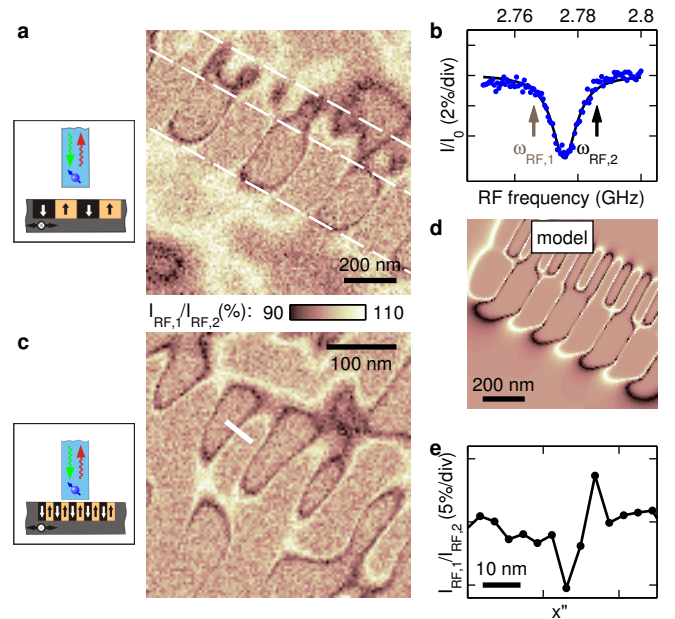 a
200 nm
b
2.76 2.78 2.8
I/I0 (2%/div)
ωRF,1
ωRF,2
RF frequency (GHz)
IRF,1/IRF,2(%): 90 110
c
100 nm
d
model
200 nm
e
IRF,1/IRF,2 (5%/div)
10 nm
x"